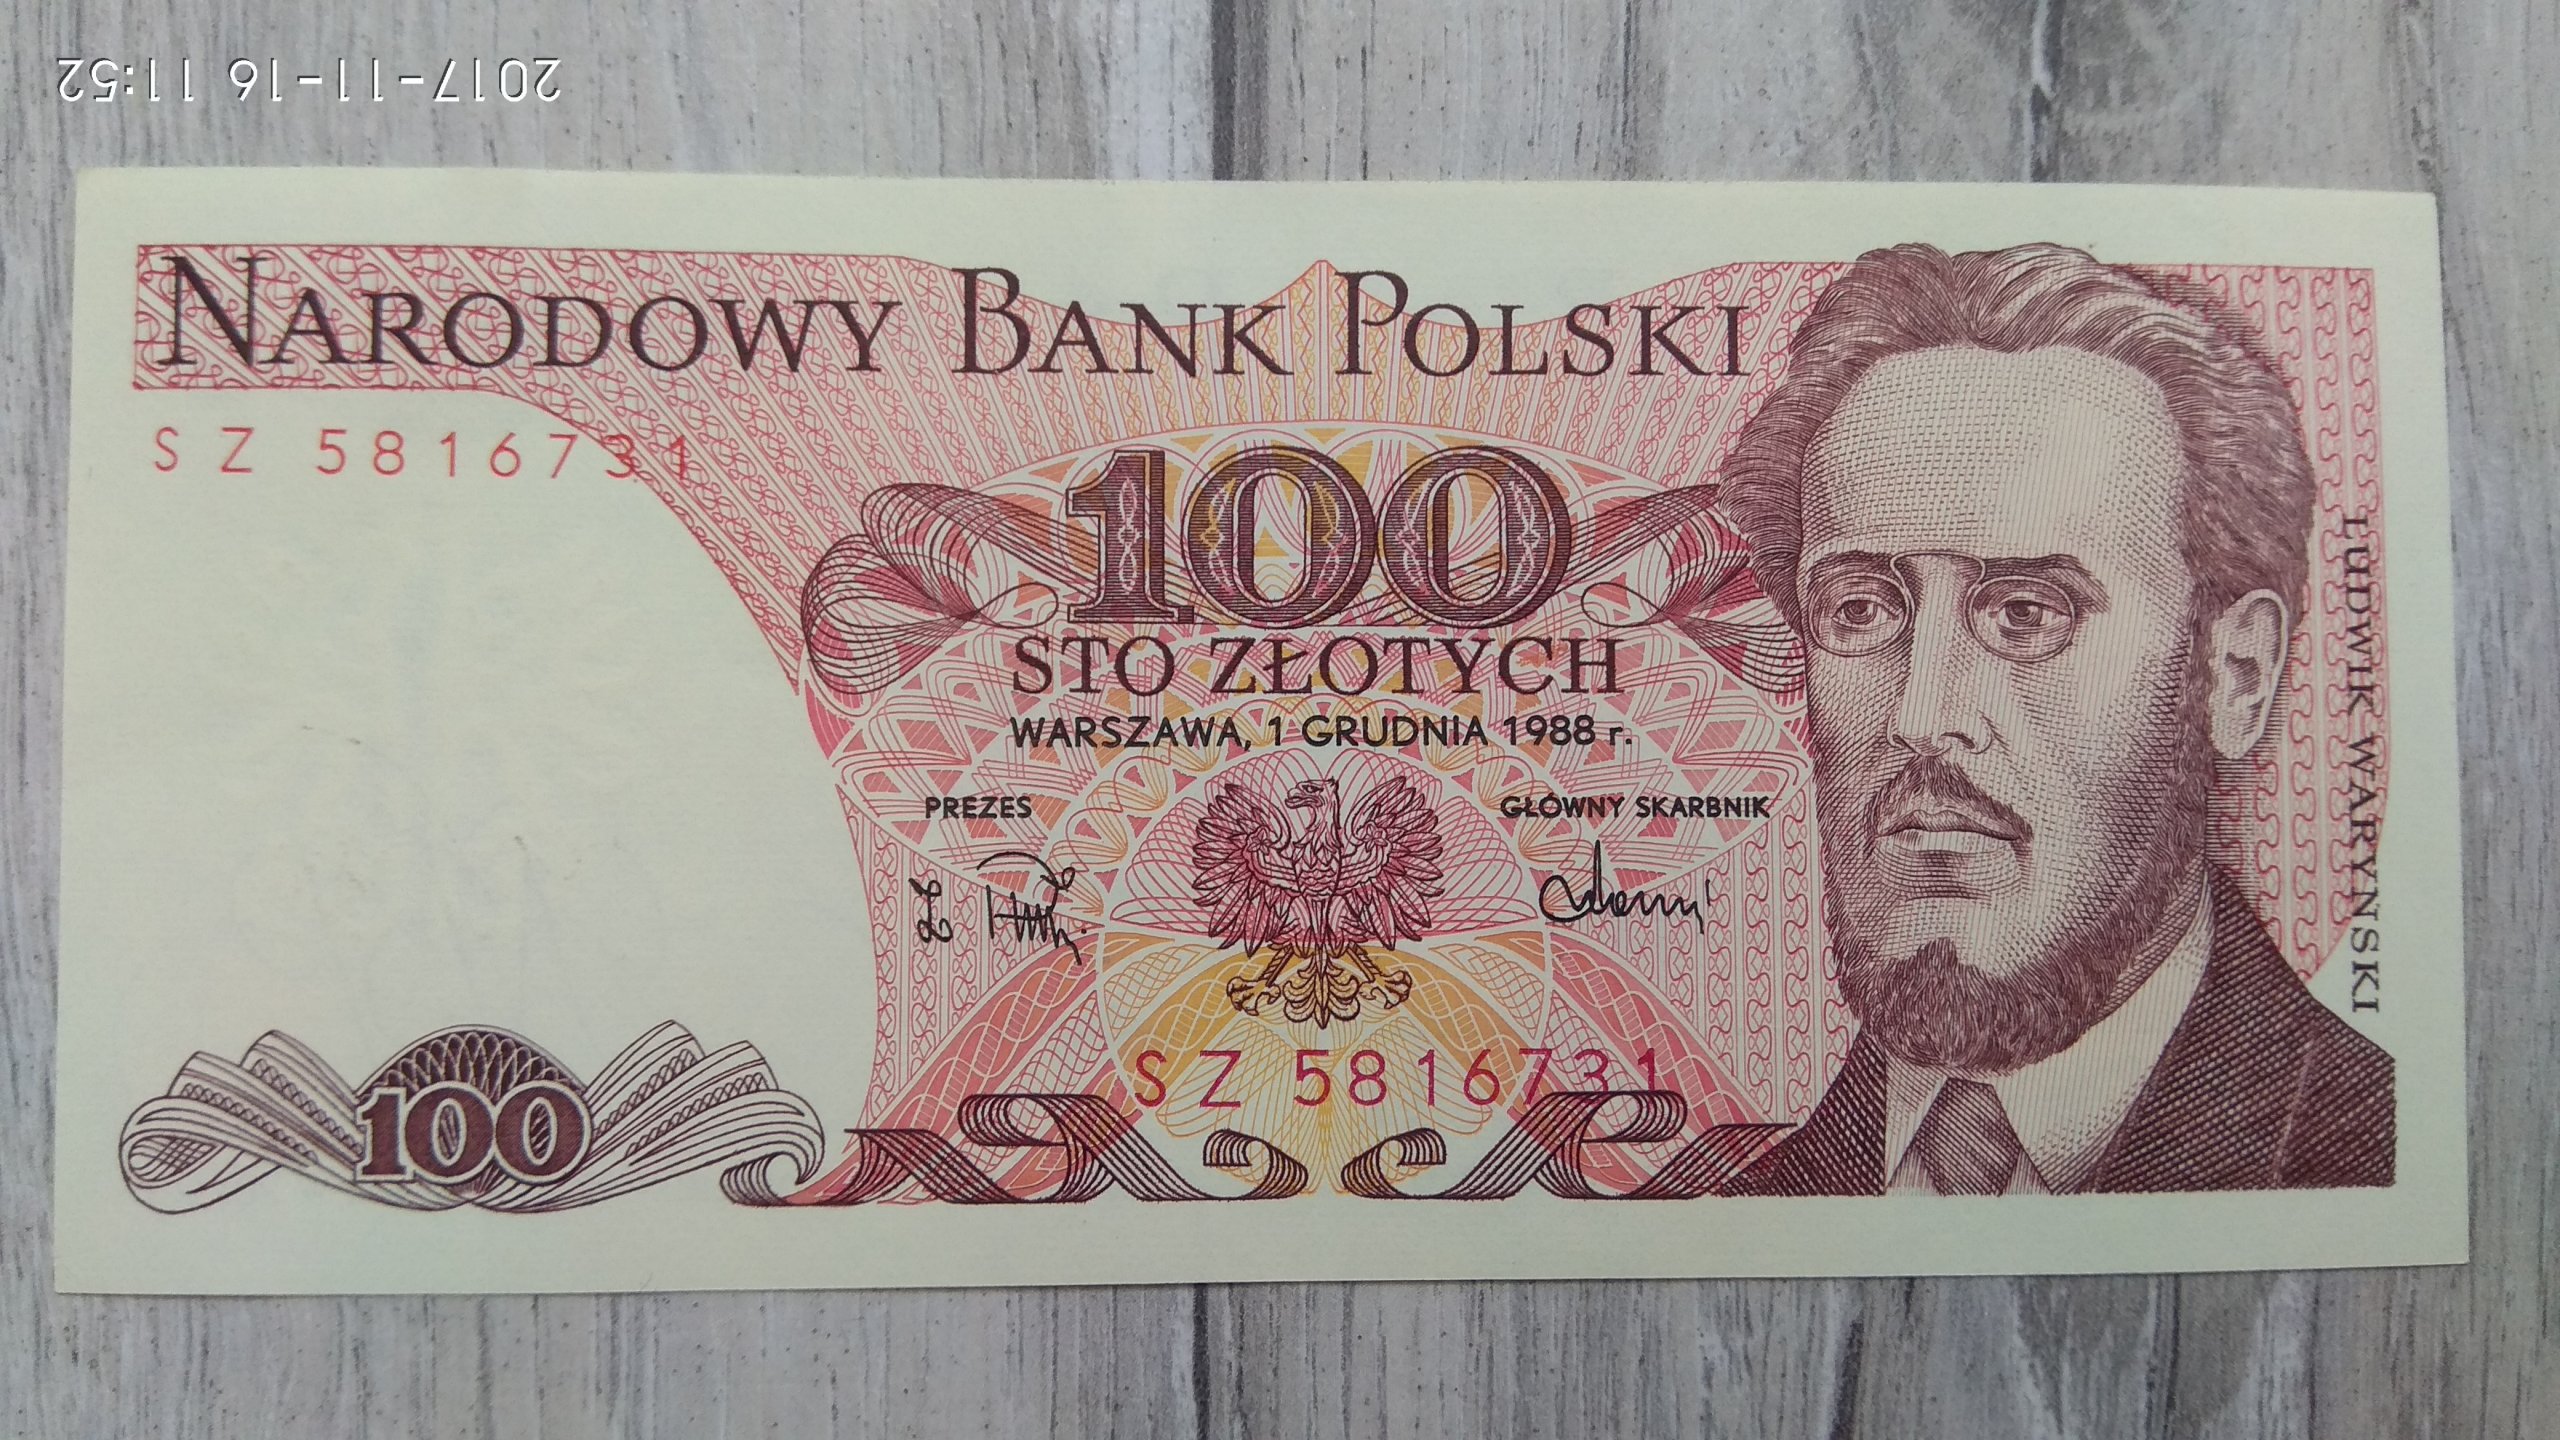 2017-11-16 11:52
NARODOWY BANK POLSKI
SZ 5816731
100
STO ZŁOTYCH
WARSZAWA, 1 GRUDNIA 1988 r.
PREZES
GŁÓWNY SKARBNIK
SZ 5816731
100
LUDWIK WARYŃSKI